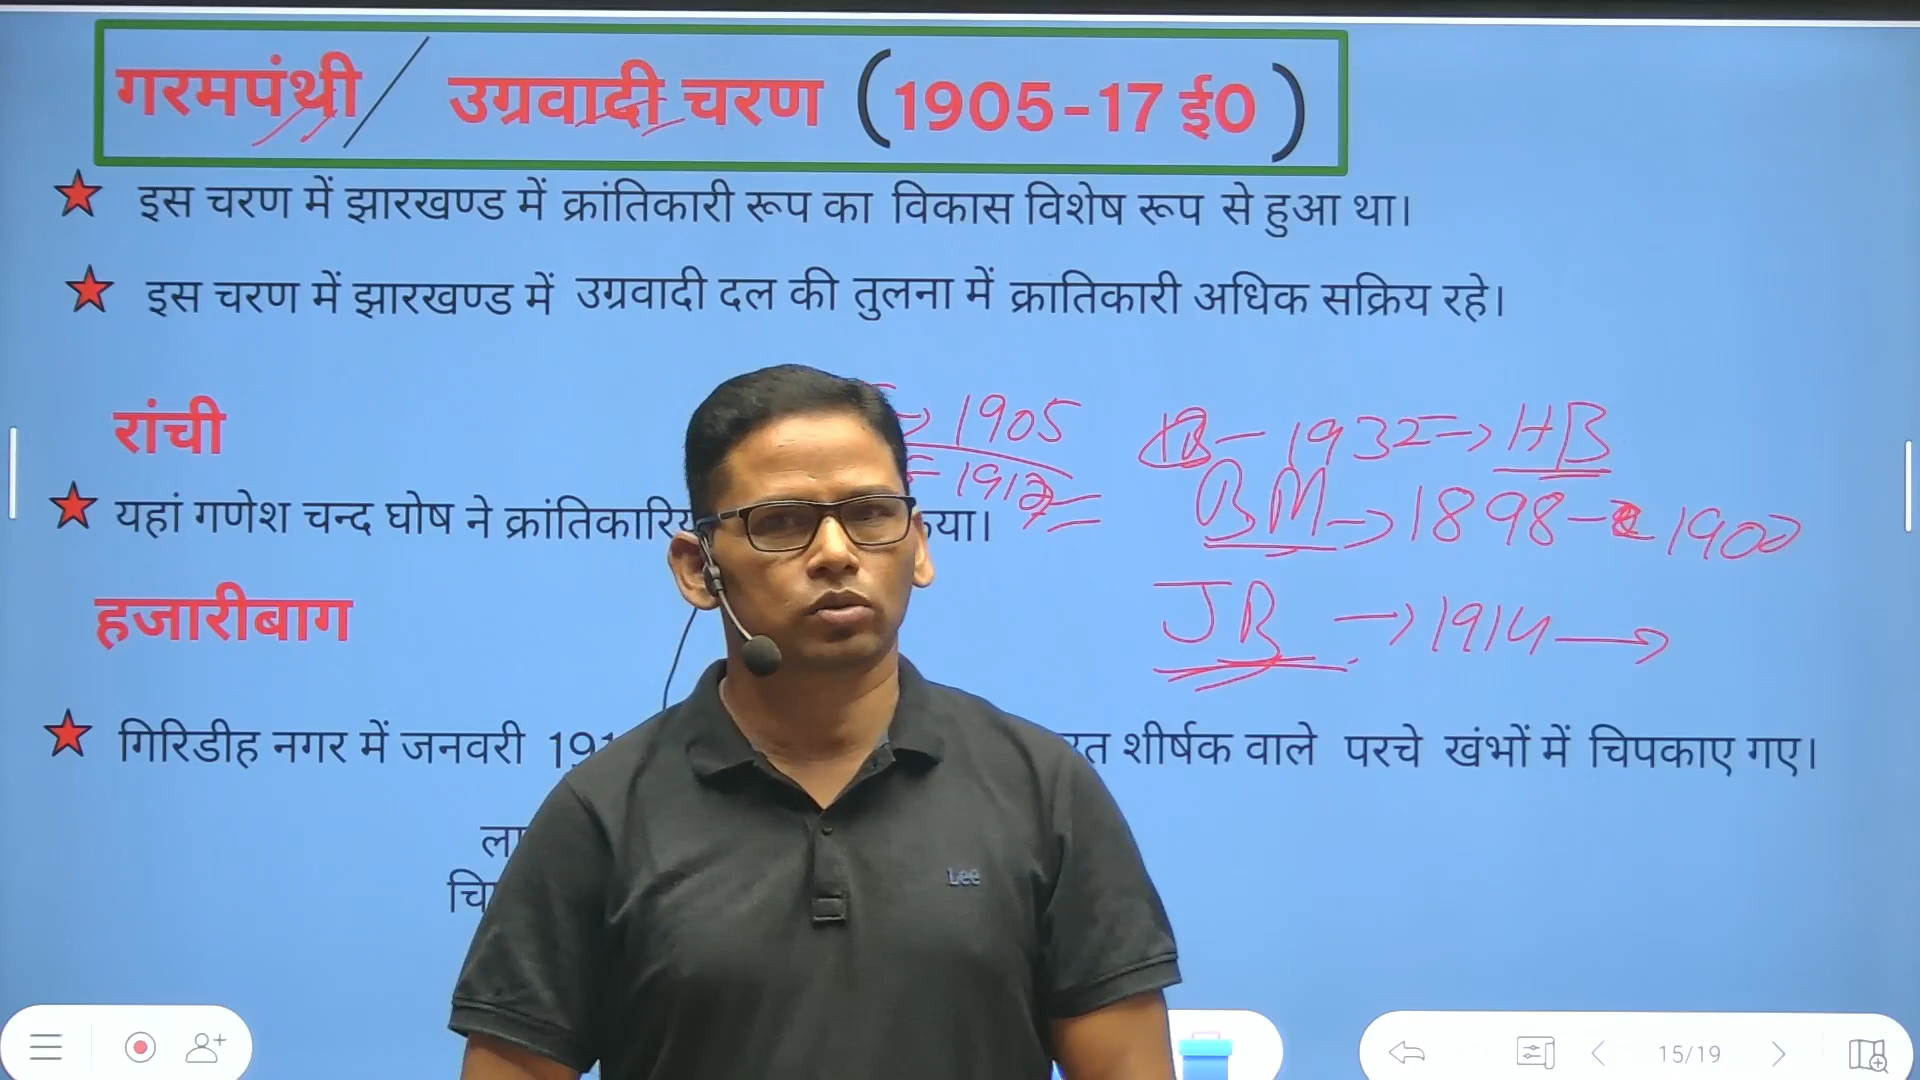 गरमपंथी / उग्रवादी चरण (1905-17 ई0)
★ इस चरण में झारखण्ड में क्रांतिकारी रूप का विकास विशेष रूप से हुआ था।
★ इस चरण में झारखण्ड में उग्रवादी दल की तुलना में क्रातिकारी अधिक सक्रिय रहे।
रांची
→ 1905
1932 => HB
★ यहां गणेश चन्द घोष ने
BM -> 1898 - 1900
हजारीबाग
JB -> 1914 ->
★ गिरिडीह नगर में जनवरी शीर्षक वाले परचे खंभों में चिपकाए गए।
Lee
15/19